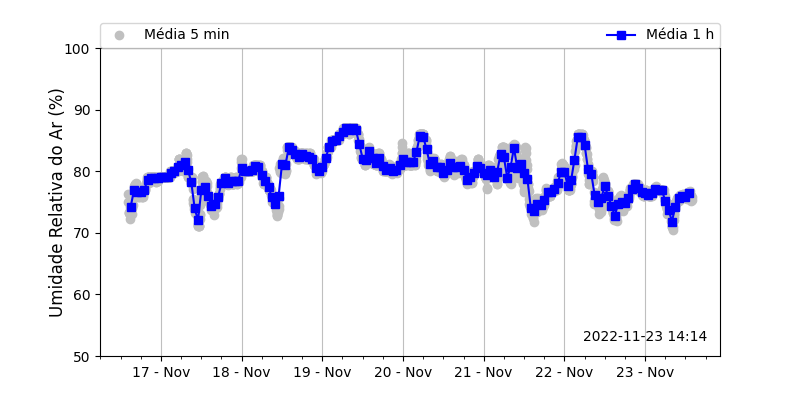 Média 5 min
Média 1 h
Umidade Relativa do Ar (%)
100
90
80
70
60
50
2022-11-23 14:14
17 - Nov
18 - Nov
19 - Nov
20 - Nov
21 - Nov
22 - Nov
23 - Nov